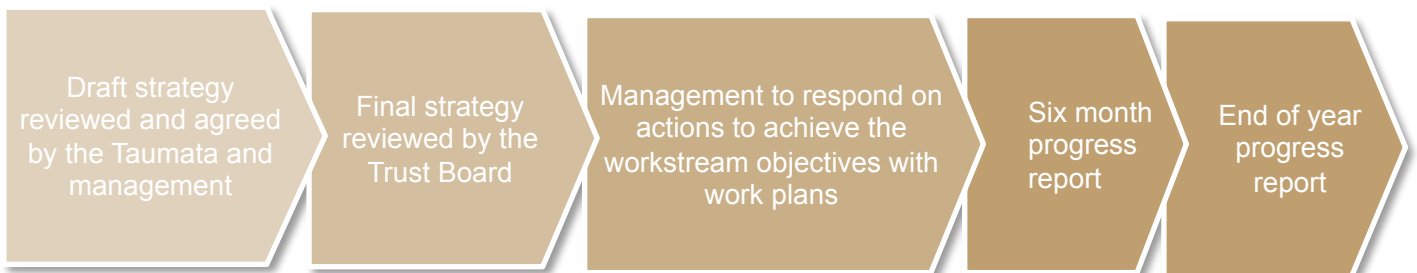 Draft strategy
reviewed and agreed
by the Taumata and
management
Final strategy
reviewed by the
Trust Board
Management to respond on
actions to achieve the
workstream objectives with
work plans
Six month
progress
report
End of year
progress
report